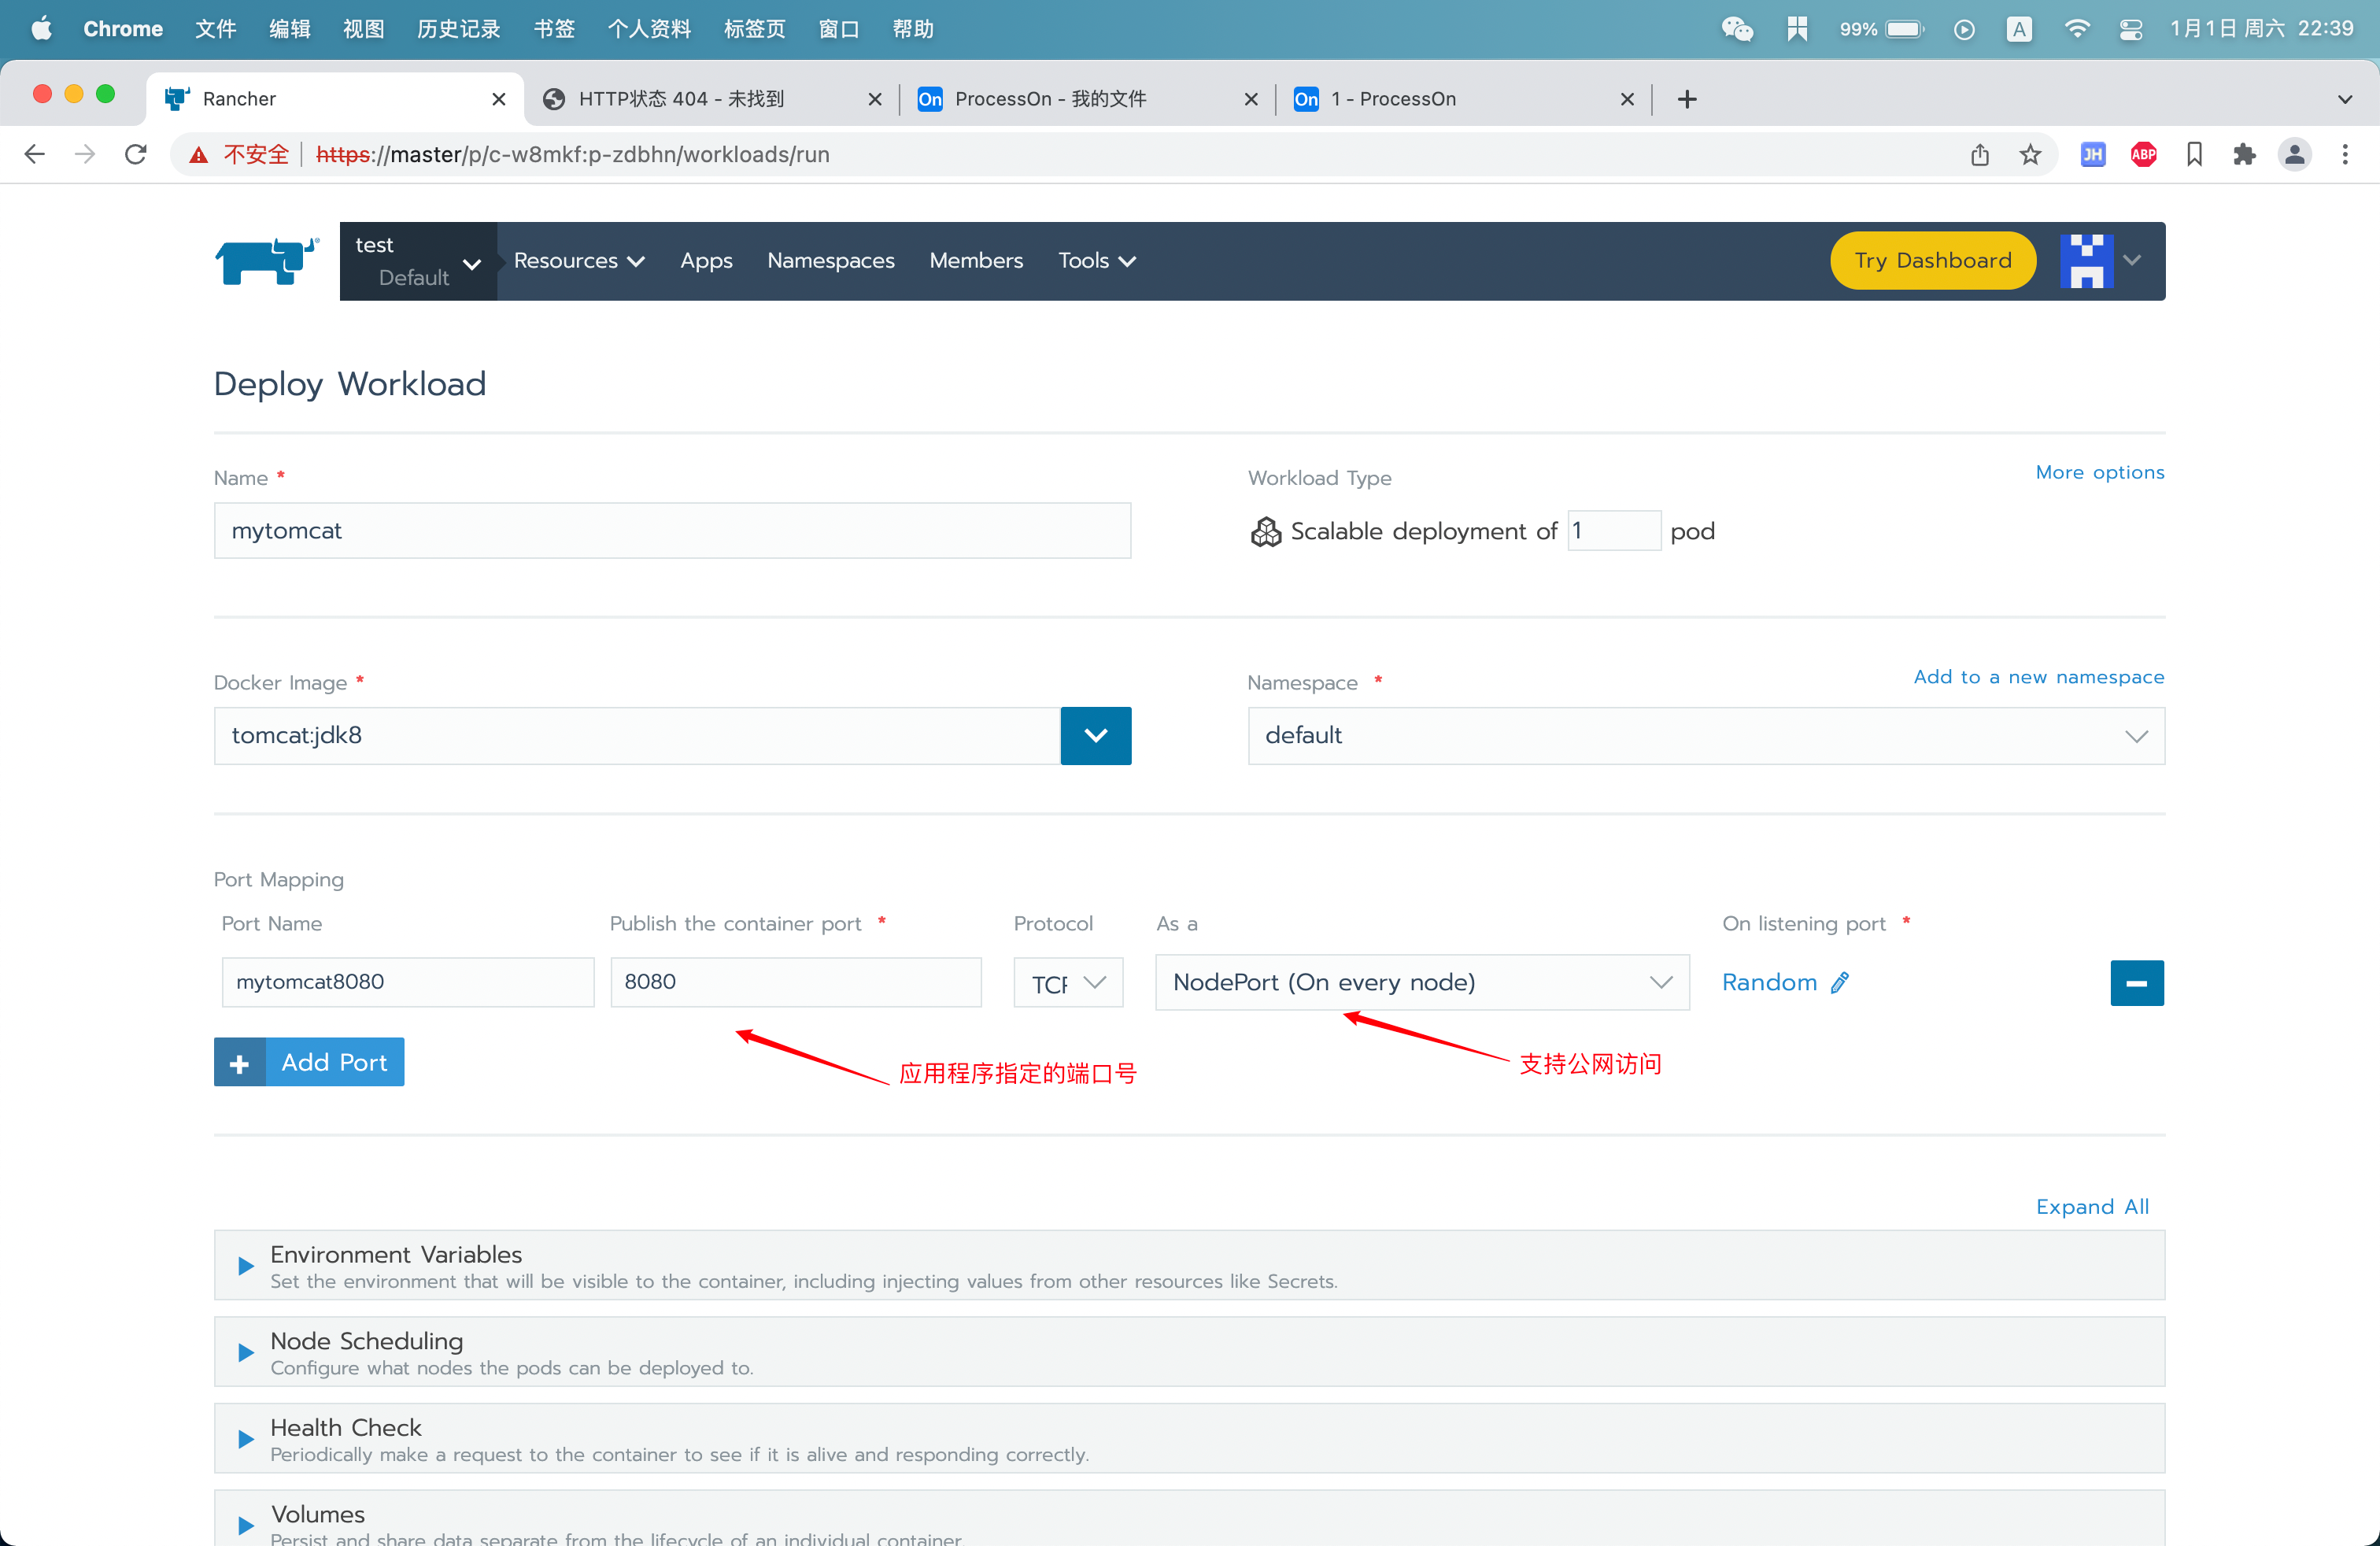 Chrome 文件 编辑 视图 历史记录 书签 个人资料 标签页 窗口 帮助 99% A 1月1日 周六 22:39
Rancher HTTP状态 404 - 未找到 On ProcessOn - 我的文件 On 1 - ProcessOn
不安全 https://master/p/c-w8mkf:p-zdbhn/workloads/run JH ABP
test
Default
Resources Apps Namespaces Members Tools Try Dashboard
Deploy Workload
Name * Workload Type More options
mytomcat Scalable deployment of 1 pod
Docker Image * Namespace * Add to a new namespace
tomcat:jdk8 default
Port Mapping
Port Name Publish the container port * Protocol As a On listening port *
mytomcat8080 8080 TCP NodePort (On every node) Random
Add Port 应用程序指定的端口号 支持公网访问
Expand All
Environment Variables
Set the environment that will be visible to the container, including injecting values from other resources like Secrets.
Node Scheduling
Configure what nodes the pods can be deployed to.
Health Check
Periodically make a request to the container to see if it is alive and responding correctly.
Volumes
Persist and share data separate from the lifecycle of an individual container